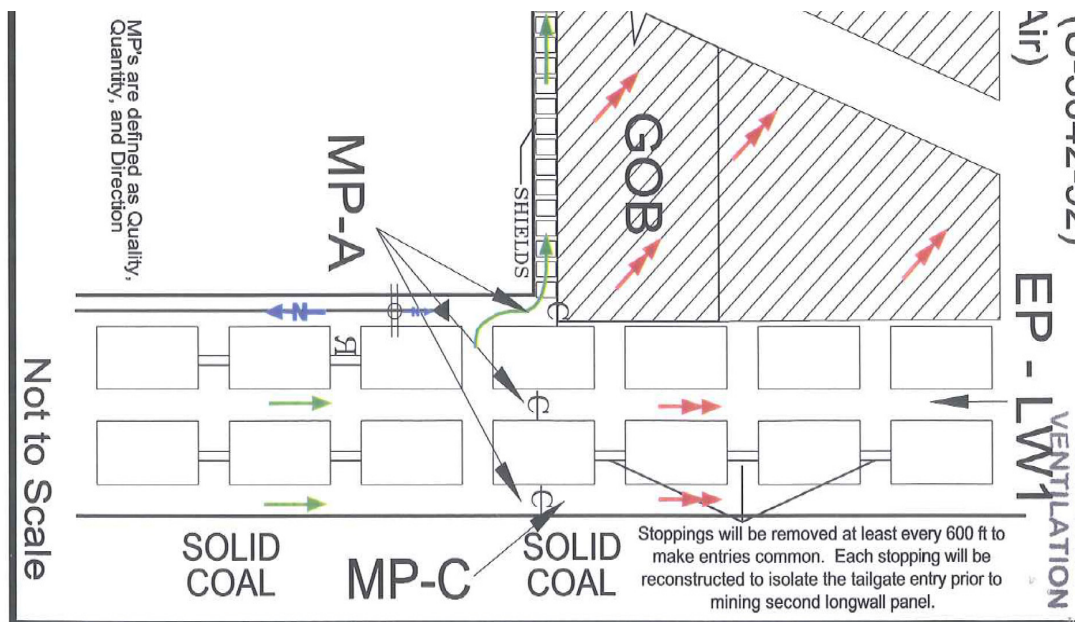 MP's are defined as Quality,
Quantity, and Direction
Not to Scale
MP-A
SHIELDS
GOB
Air)
EP - LW1
VENTILATION
N
N
R
C
C
C
SOLID
COAL
MP-C
SOLID
COAL
Stoppings will be removed at least every 600 ft to
make entries common. Each stopping will be
reconstructed to isolate the tailgate entry prior to
mining second longwall panel.